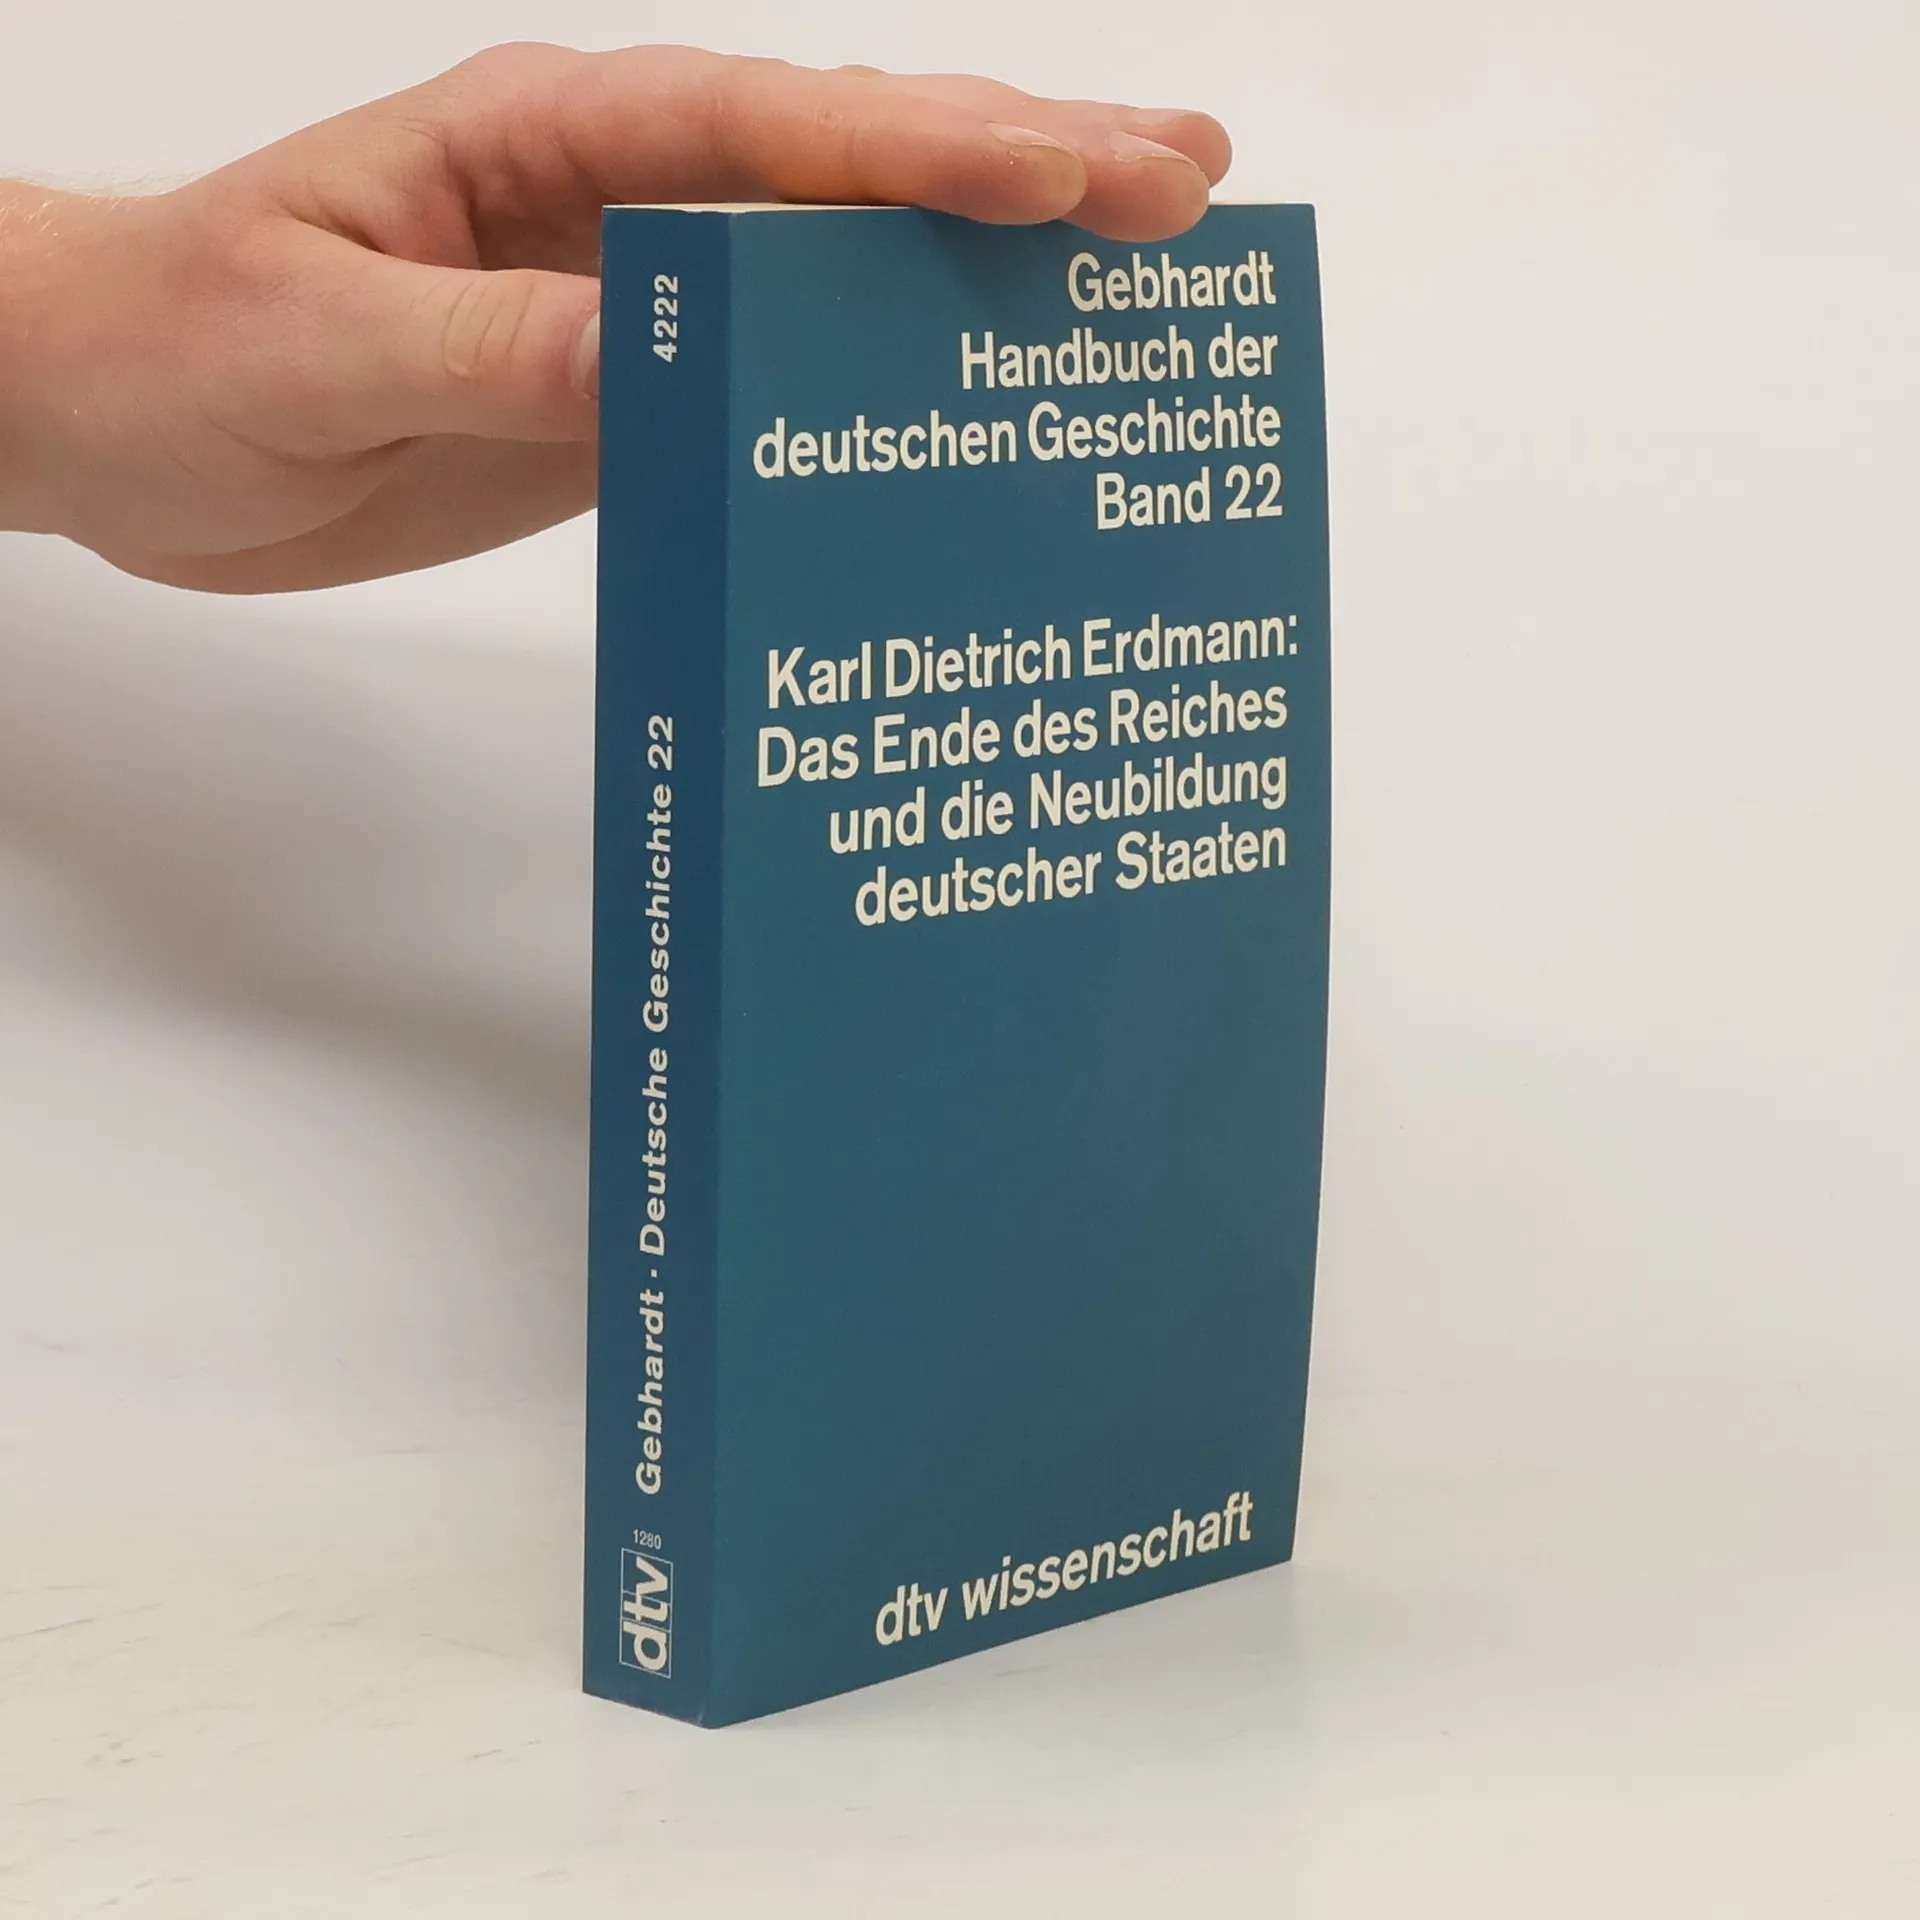 Gebhardt
Handbuch der
deutschen Geschichte
Band 22
Karl Dietrich Erdmann:
Das Ende des Reiches
und die Neubildung
deutscher Staaten
dtv wissenschaft
4222
Gebhardt · Deutsche Geschichte 22
1280
dtv